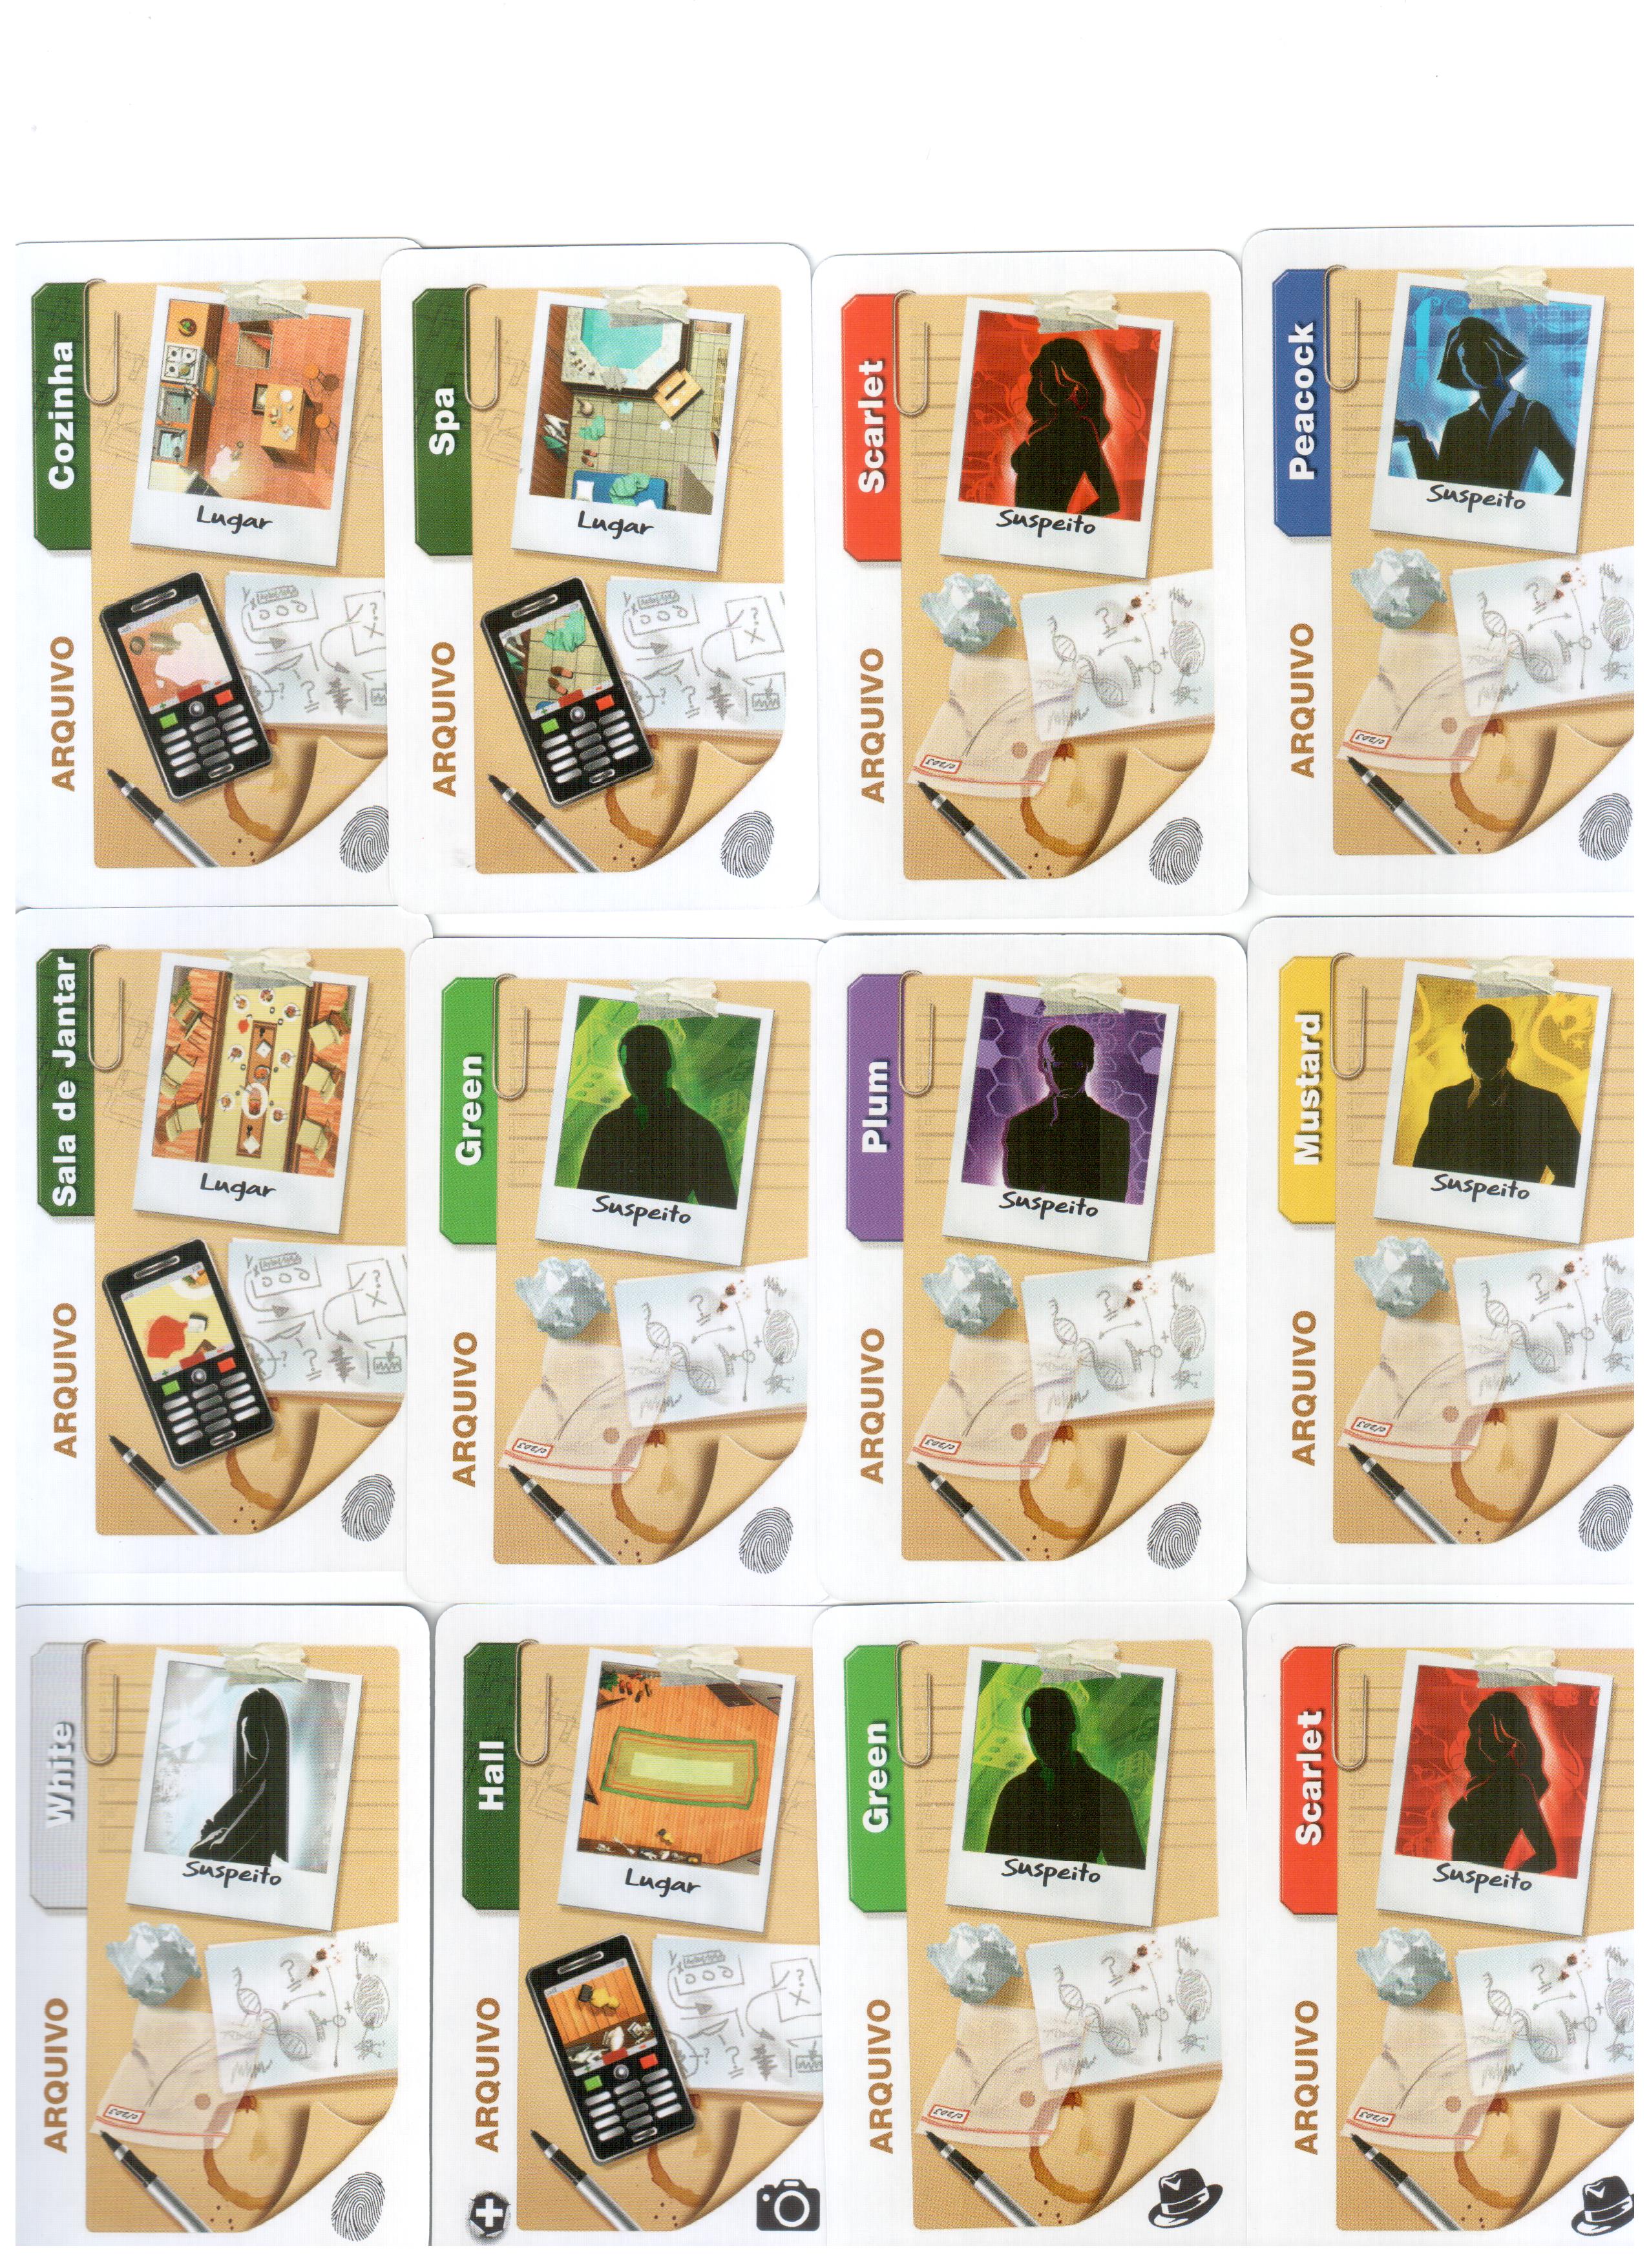 Cozinha
Lugar
ARQUIVO
Spa
Lugar
ARQUIVO
Scarlet
Suspeito
ARQUIVO
Peacock
Suspeito
ARQUIVO
Sala de Jantar
Lugar
ARQUIVO
Green
Suspeito
ARQUIVO
Plum
Suspeito
ARQUIVO
Mustard
Suspeito
ARQUIVO
White
Suspeito
ARQUIVO
Hall
Lugar
ARQUIVO
Green
Suspeito
ARQUIVO
Scarlet
Suspeito
ARQUIVO